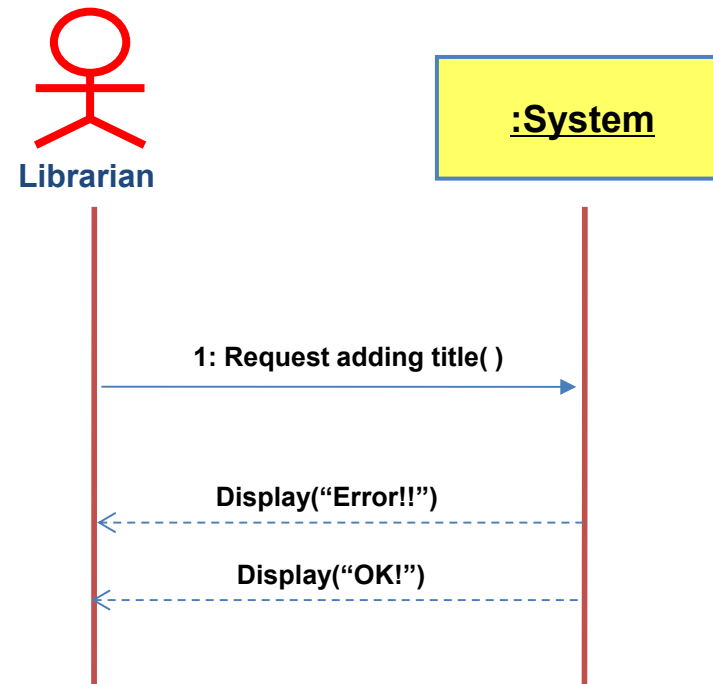 Librarian
:System
1: Request adding title( )
Display(“Error!!”)
Display(“OK!”)